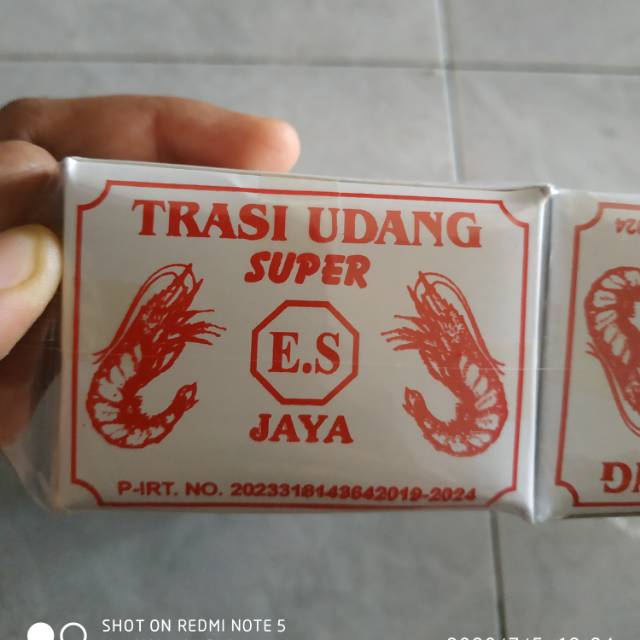 TRASI UDANG
SUPER
E.S
JAYA
P-IRT. NO. 2023318143642019-2024
SHOT ON REDMI NOTE 5